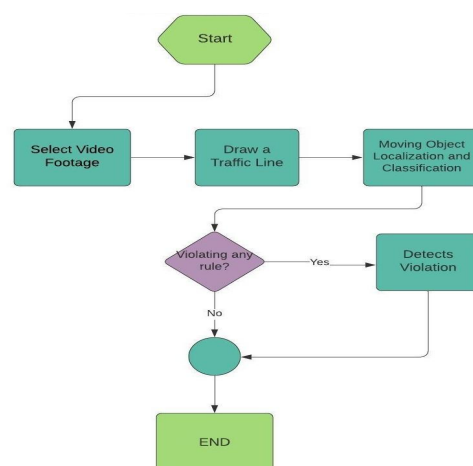 Start
Select Video
Footage
Draw a
Traffic Line
Moving Object
Localization and
Classification
Violating any
rule?
Yes
Detects
Violation
No
END